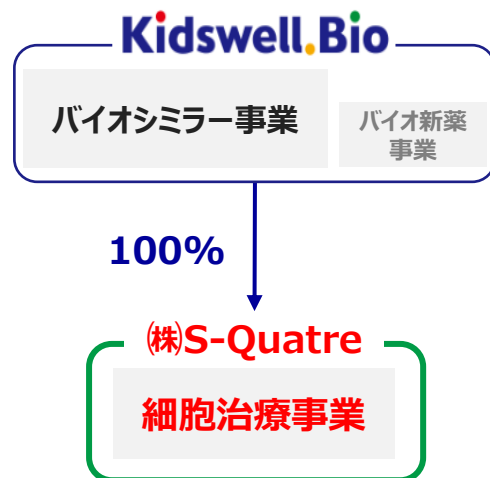 Kidswell.Bio
バイオシミラー事業
バイオ新薬
事業
100%
㈱S-Quatre
細胞治療事業